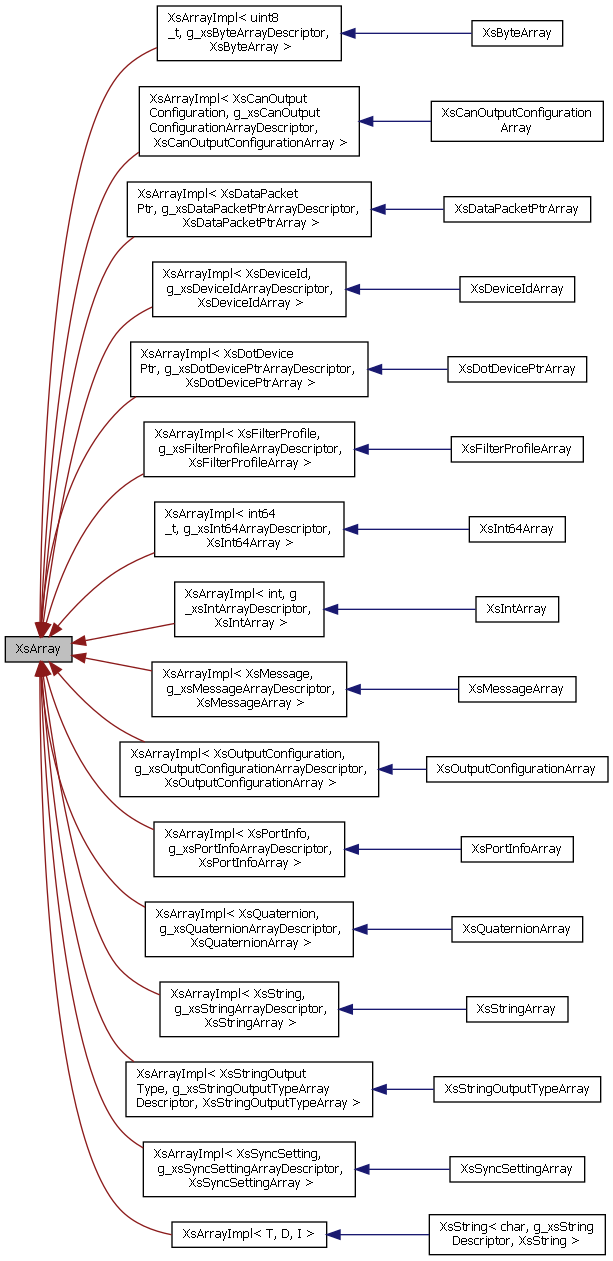 XsArrayImpl< uint8
_t, g_xsByteArrayDescriptor,
XsByteArray >
XsByteArray
XsArrayImpl< XsCanOutput
Configuration, g_xsCanOutput
ConfigurationArrayDescriptor,
XsCanOutputConfigurationArray >
XsCanOutputConfiguration
Array
XsArrayImpl< XsDataPacket
Ptr, g_xsDataPacketPtrArrayDescriptor,
XsDataPacketPtrArray >
XsDataPacketPtrArray
XsArrayImpl< XsDeviceId,
g_xsDeviceIdArrayDescriptor,
XsDeviceIdArray >
XsDeviceIdArray
XsArrayImpl< XsDotDevice
Ptr, g_xsDotDevicePtrArrayDescriptor,
XsDotDevicePtrArray >
XsDotDevicePtrArray
XsArrayImpl< XsFilterProfile,
g_xsFilterProfileArrayDescriptor,
XsFilterProfileArray >
XsFilterProfileArray
XsArrayImpl< int64
_t, g_xsInt64ArrayDescriptor,
XsInt64Array >
XsInt64Array
XsArrayImpl< int, g
_xsIntArrayDescriptor,
XsIntArray >
XsIntArray
XsArray
XsArrayImpl< XsMessage,
g_xsMessageArrayDescriptor,
XsMessageArray >
XsMessageArray
XsArrayImpl< XsOutputConfiguration,
g_xsOutputConfigurationArrayDescriptor,
XsOutputConfigurationArray >
XsOutputConfigurationArray
XsArrayImpl< XsPortInfo,
g_xsPortInfoArrayDescriptor,
XsPortInfoArray >
XsPortInfoArray
XsArrayImpl< XsQuaternion,
g_xsQuaternionArrayDescriptor,
XsQuaternionArray >
XsQuaternionArray
XsArrayImpl< XsString,
g_xsStringArrayDescriptor,
XsStringArray >
XsStringArray
XsArrayImpl< XsStringOutput
Type, g_xsStringOutputTypeArray
Descriptor, XsStringOutputTypeArray >
XsStringOutputTypeArray
XsArrayImpl< XsSyncSetting,
g_xsSyncSettingArrayDescriptor,
XsSyncSettingArray >
XsSyncSettingArray
XsArrayImpl< T, D, I >
XsString< char, g_xsString
Descriptor, XsString >